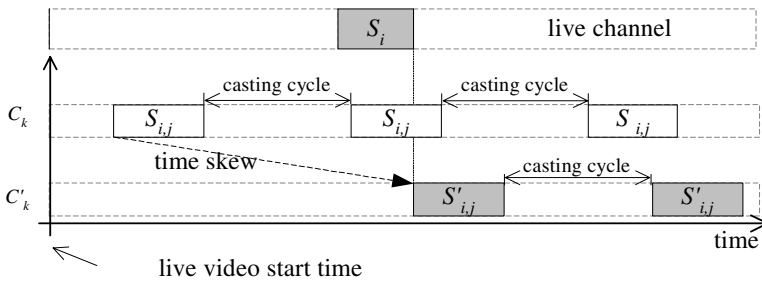 S_i live channel
casting cycle casting cycle
C_k S_{i,j} S_{i,j} S_{i,j}
time skew casting cycle
C'_k S'_{i,j} S'_{i,j}
time
live video start time